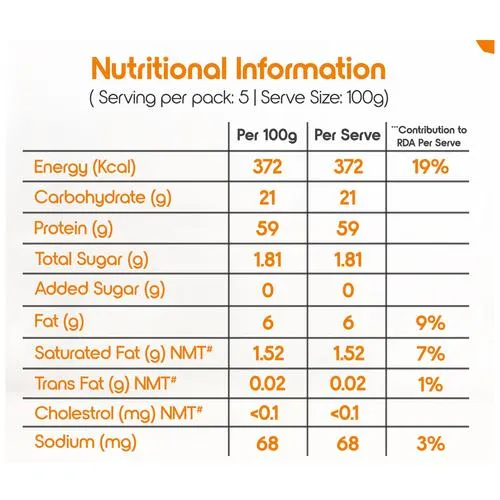 Nutritional Information
( Serving per pack: 5 | Serve Size: 100g)
Per 100g Per Serve ***Contribution to RDA Per Serve
Energy (Kcal) 372 372 19%
Carbohydrate (g) 21 21
Protein (g) 59 59
Total Sugar (g) 1.81 1.81
Added Sugar (g) 0 0
Fat (g) 6 6 9%
Saturated Fat (g) NMT# 1.52 1.52 7%
Trans Fat (g) NMT# 0.02 0.02 1%
Cholestrol (mg) NMT# <0.1 <0.1
Sodium (mg) 68 68 3%